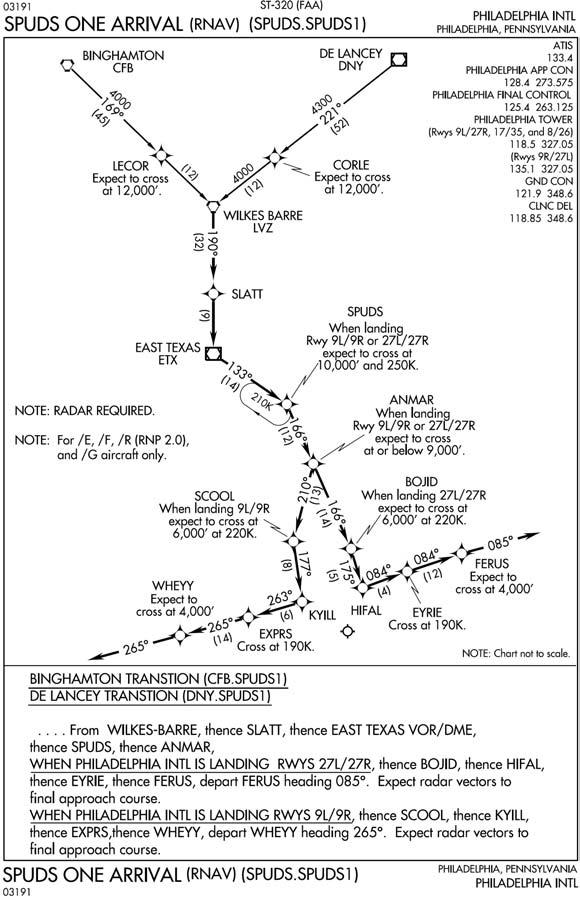 03191
ST-320 (FAA)
SPUDS ONE ARRIVAL (RNAV) (SPUDS.SPUDS1)
PHILADELPHIA INTL
PHILADELPHIA, PENNSYLVANIA
ATIS
133.4
PHILADELPHIA APP CON
128.4 273.575
PHILADELPHIA FINAL CONTROL
125.4 263.125
PHILADELPHIA TOWER
(Rwys 9L/27R, 17/35, and 8/26)
118.5 327.05
(Rwys 9R/27L)
135.1 327.05
GND CON
121.9 348.6
CLNC DEL
118.85 348.6
BINGHAMTON
CFB
DE LANCEY
DNY
4000
169°
(45)
4300
221°
(52)
LECOR
Expect to cross
at 12,000'.
(12)
4000
(12)
CORLE
Expect to cross
at 12,000'.
WILKES BARRE
LVZ
190°
(32)
SLATT
(9)
EAST TEXAS
ETX
133°
(14)
210K
SPUDS
When landing
Rwy 9L/9R or 27L/27R
expect to cross at
10,000' and 250K.
166°
(12)
NOTE: RADAR REQUIRED.
NOTE: For /E, /F, /R (RNP 2.0),
and /G aircraft only.
ANMAR
When landing
Rwy 9L/9R or 27L/27R
expect to cross
at or below 9,000'.
210°
(13)
166°
(14)
SCOOL
When landing 9L/9R
expect to cross at
6,000' at 220K.
BOJID
When landing 27L/27R
expect to cross at
6,000' at 220K.
177°
(8)
175°
(5)
084°
(4)
084°
(12)
085°
FERUS
Expect to
cross at 4,000'
HIFAL
EYRIE
Cross at 190K.
WHEYY
Expect to
cross at 4,000'
263°
(6)
KYILL
265°
(14)
265°
EXPRS
Cross at 190K.
NOTE: Chart not to scale.
BINGHAMTON TRANSTION (CFB.SPUDS1)
DE LANCEY TRANSTION (DNY.SPUDS1)
. . . . From WILKES-BARRE, thence SLATT, thence EAST TEXAS VOR/DME,
thence SPUDS, thence ANMAR,
WHEN PHILADELPHIA INTL IS LANDING RWYS 27L/27R, thence BOJID, thence HIFAL,
thence EYRIE, thence FERUS, depart FERUS heading 085°. Expect radar vectors to
final approach course.
WHEN PHILADELPHIA INTL IS LANDING RWYS 9L/9R, thence SCOOL, thence KYILL,
thence EXPRS,thence WHEYY, depart WHEYY heading 265°. Expect radar vectors to
final approach course.
SPUDS ONE ARRIVAL (RNAV) (SPUDS.SPUDS1)
03191
PHILADELPHIA, PENNSYLVANIA
PHILADELPHIA INTL